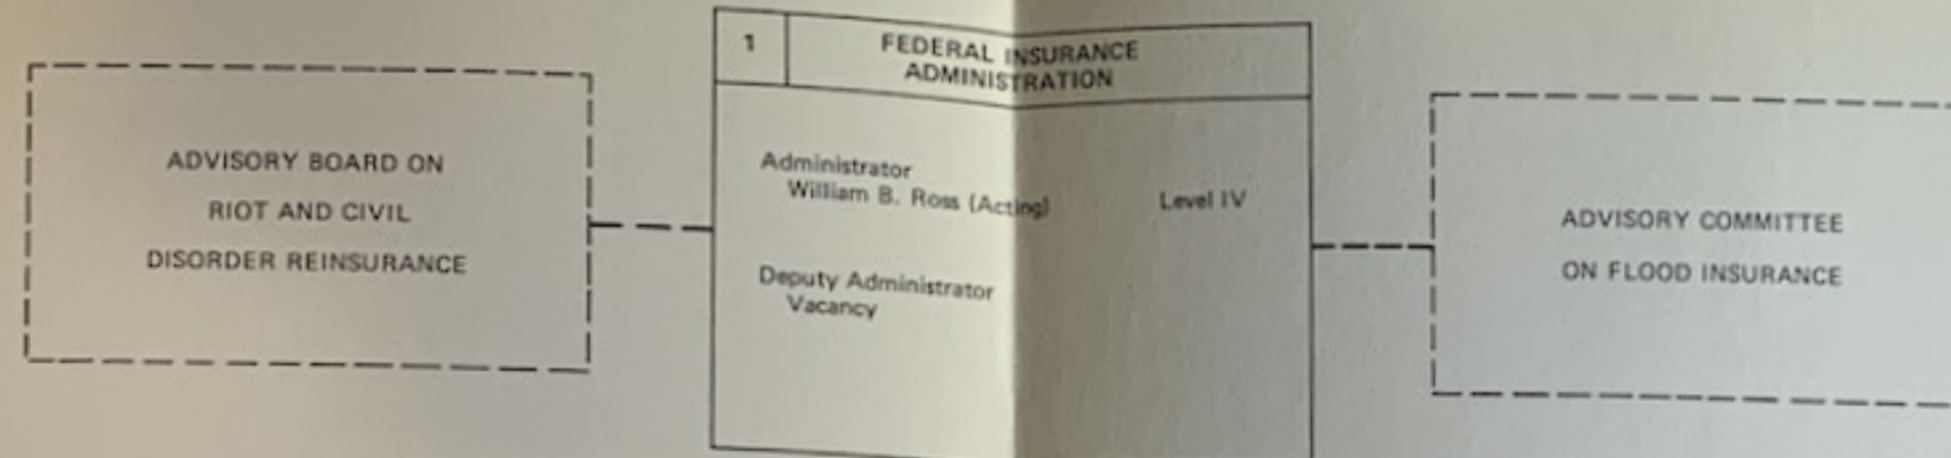 ADVISORY BOARD ON
RIOT AND CIVIL
DISORDER REINSURANCE
1
FEDERAL INSURANCE
ADMINISTRATION
Administrator
William B. Ross (Acting) Level IV
Deputy Administrator
Vacancy
ADVISORY COMMITTEE
ON FLOOD INSURANCE